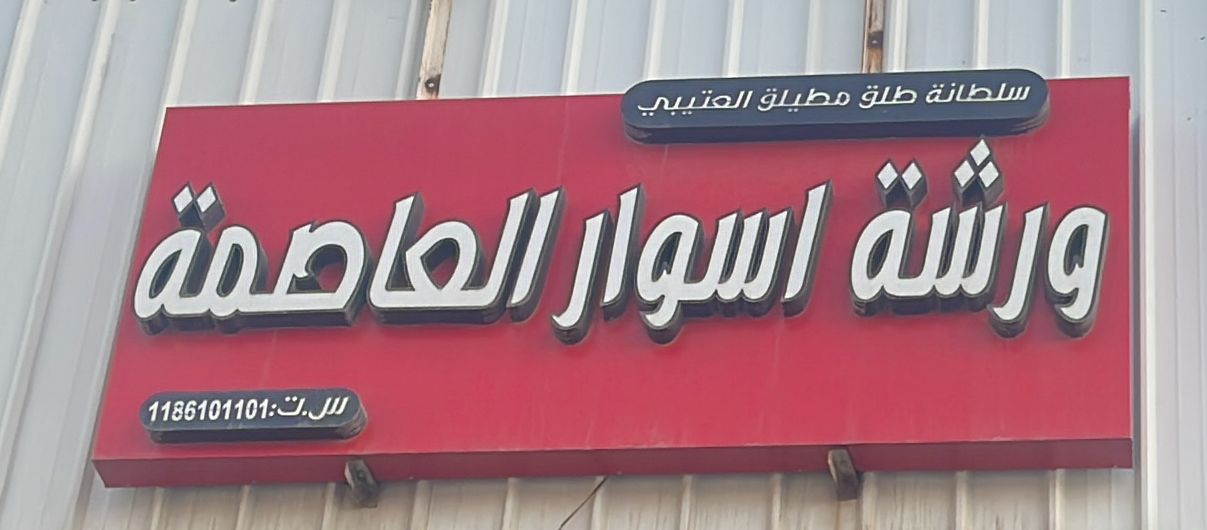 سلطانة طلق مطيلق العتيبي
ورشة اسوار العاصمة
س.ت:1186101101